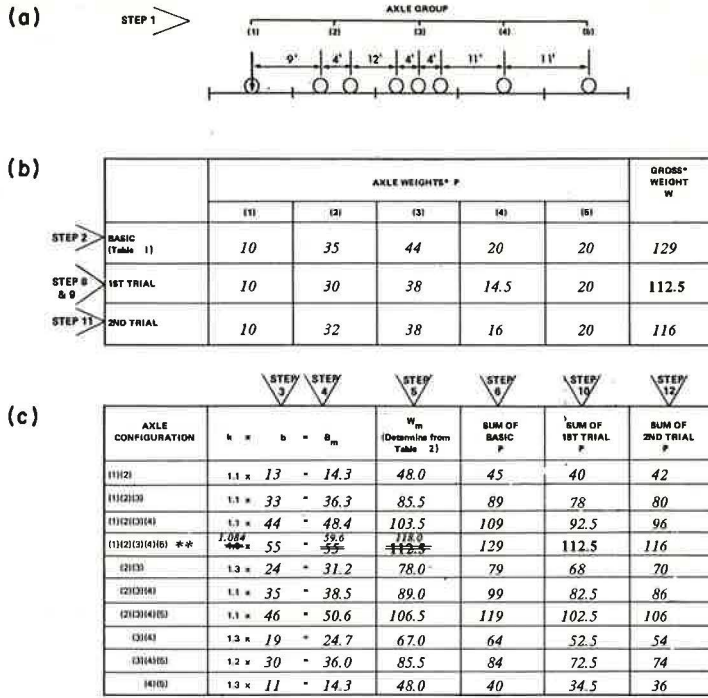 (a)
STEP 1
AXLE GROUP
(1) (2) (3) (4) (5)
9' 4' 12' 4' 4' 11' 11'
(b)
AXLE WEIGHTS* P GROSS* WEIGHT W
(1) (2) (3) (4) (5)
STEP 2 BASIC (Table 1) 10 35 44 20 20 129
STEP 8 & 9 1ST TRIAL 10 30 38 14.5 20 112.5
STEP 11 2ND TRIAL 10 32 38 16 20 116
STEP 3 STEP 4 STEP 5 STEP 6 STEP 10 STEP 12
(c)
AXLE CONFIGURATION k × b = Bm Wm (Determine from Table 2) SUM OF BASIC P SUM OF 1ST TRIAL P SUM OF 2ND TRIAL P
(1)(2) 1.1 × 13 = 14.3 48.0 45 40 42
(1)(2)(3) 1.1 × 33 = 36.3 85.5 89 78 80
(1)(2)(3)(4) 1.1 × 44 = 48.4 103.5 109 92.5 96
1.084 59.6 118.0
(1)(2)(3)(4)(5) ** × 55 = 55 112.5 129 112.5 116
(2)(3) 1.3 × 24 = 31.2 78.0 79 68 70
(2)(3)(4) 1.1 × 35 = 38.5 89.0 99 82.5 86
(2)(3)(4)(5) 1.1 × 46 = 50.6 106.5 119 102.5 106
(3)(4) 1.3 × 19 = 24.7 67.0 64 52.5 54
(3)(4)(5) 1.2 × 30 = 36.0 85.5 84 72.5 74
(4)(5) 1.3 × 11 = 14.3 48.0 40 34.5 36